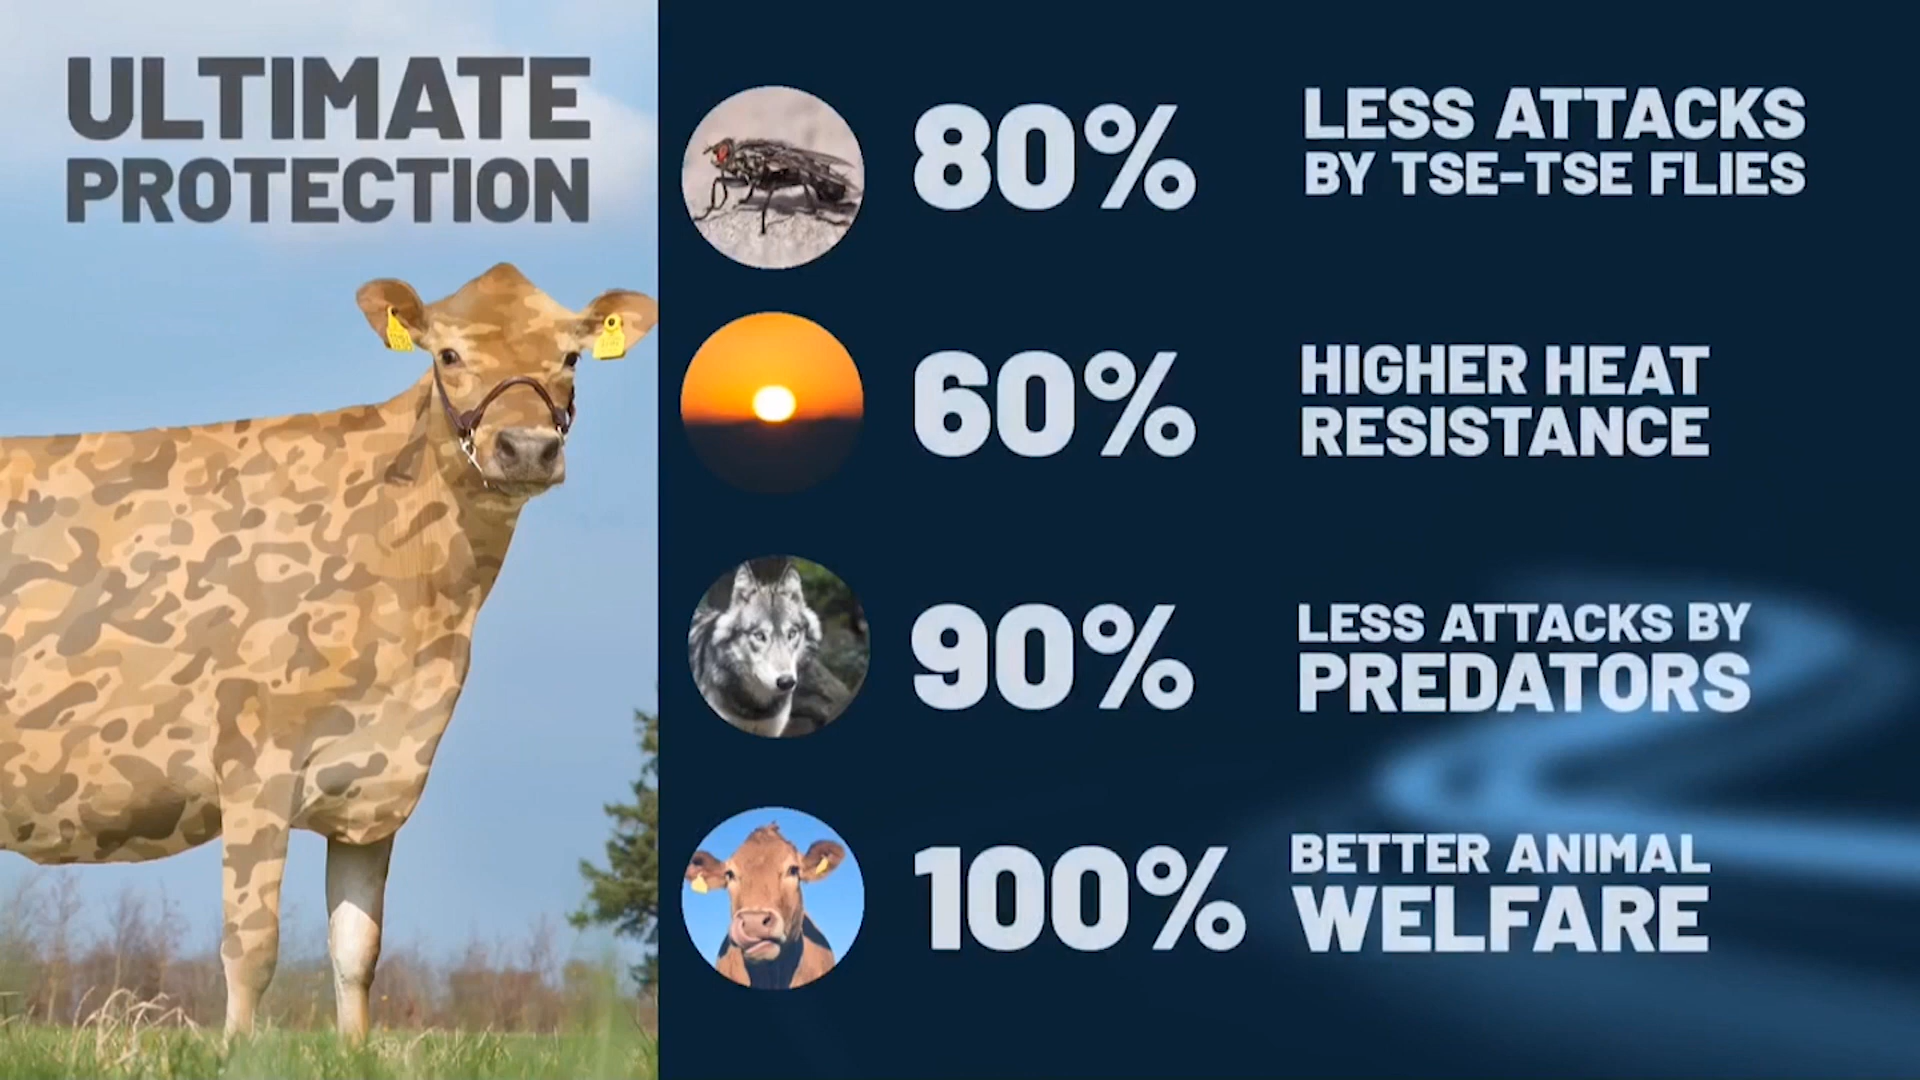 ULTIMATE
PROTECTION
80%
LESS ATTACKS
BY TSE-TSE FLIES
60%
HIGHER HEAT
RESISTANCE
90%
LESS ATTACKS BY
PREDATORS
100%
BETTER ANIMAL
WELFARE